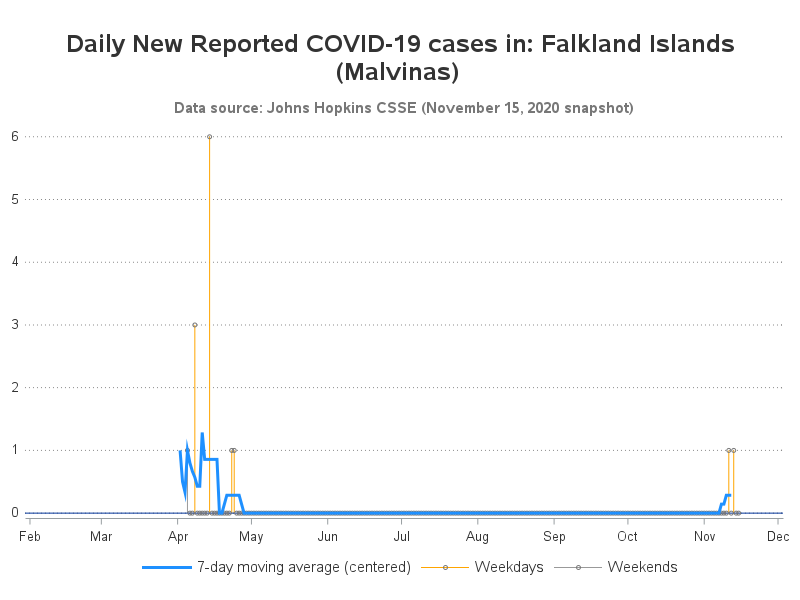 Daily New Reported COVID-19 cases in: Falkland Islands
(Malvinas)
Data source: Johns Hopkins CSSE (November 15, 2020 snapshot)
6
5
4
3
2
1
0
Feb Mar Apr May Jun Jul Aug Sep Oct Nov Dec
7-day moving average (centered) Weekdays Weekends